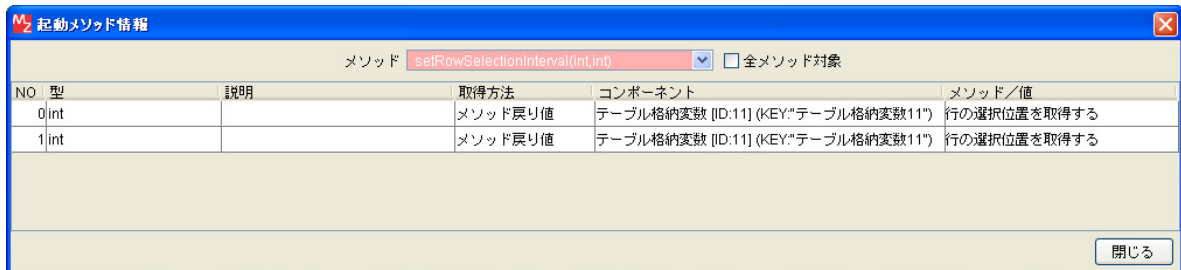 起動メソッド情報
メソッド setRowSelectionInterval(int,int) 全メソッド対象
NO 型 説明 取得方法 コンポーネント メソッド／値
0 int メソッド戻り値 テーブル格納変数 [ID:11] (KEY:"テーブル格納変数11") 行の選択位置を取得する
1 int メソッド戻り値 テーブル格納変数 [ID:11] (KEY:"テーブル格納変数11") 行の選択位置を取得する
閉じる